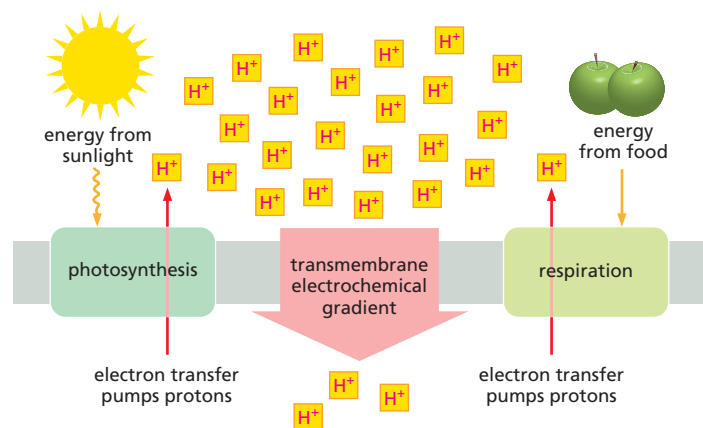 H⁺
H⁺
H⁺
H⁺
H⁺
H⁺
H⁺
H⁺
H⁺
H⁺
H⁺
H⁺
H⁺
energy from
sunlight
energy
from food
H⁺
H⁺
H⁺
H⁺
H⁺
H⁺
H⁺
H⁺
H⁺
H⁺
photosynthesis
transmembrane
electrochemical
gradient
respiration
electron transfer
pumps protons
electron transfer
pumps protons
H⁺
H⁺
H⁺